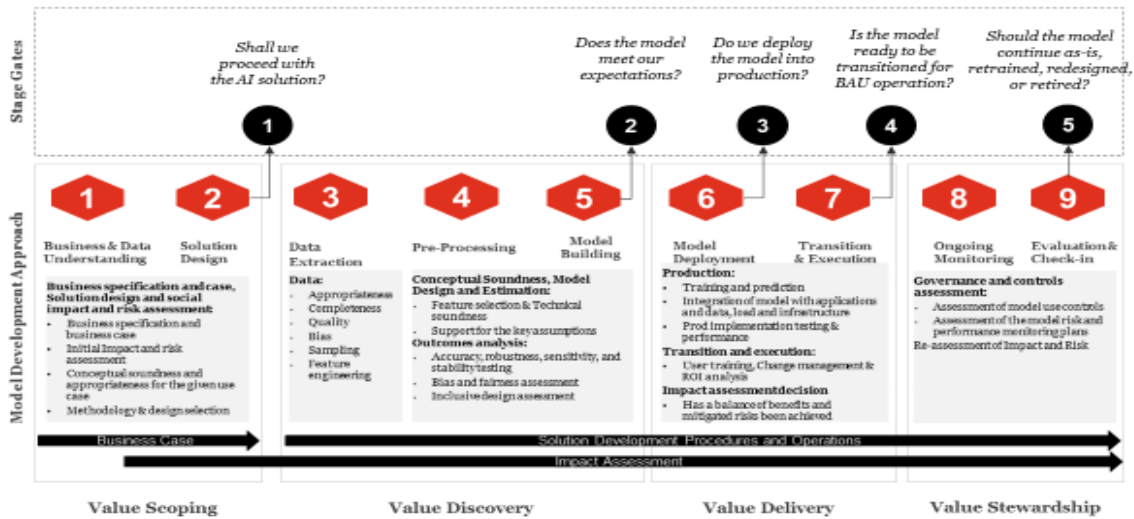 Stage Gates
Shall we
proceed with
the AI solution?
Does the model
meet our
expectations?
Do we deploy
the model into
production?
Is the model
ready to be
transitioned for
BAU operation?
Should the model
continue as-is,
retrained, redesigned,
or retired?
1
2
3
4
5
Model Development Approach
1
2
3
4
5
6
7
8
9
Business & Data
Understanding
Solution
Design
Data
Extraction
Pre-Processing
Model
Building
Model
Deployment
Transition
& Execution
Ongoing
Monitoring
Evaluation &
Check-in
Business specification and case,
Solution design and social
impact and risk assessment:
• Business specification and
business case
• Initial Impact and risk
assessment
• Conceptual soundness and
appropriateness for the given use
case
• Methodology & design selection
Data:
• Appropriateness
• Completeness
• Quality
• Bias
• Sampling
• Feature
engineering
Conceptual Soundness, Model
Design and Estimation:
• Feature selection & Technical
soundness
• Support for the key assumptions
Outcomes analysis:
• Accuracy, robustness, sensitivity, and
stability testing
• Bias and fairness assessment
• Inclusive design assessment
Production:
• Training and prediction
• Integration of model with applications
and data, load and infrastructure
• Prod Implementation testing &
performance
Transition and execution:
• User training, Change management &
ROI analysis
Impact assessment decision
• Has a balance of benefits and
mitigated risks been achieved
Governance and controls
assessment:
• Assessment of model use controls
• Assessment of the model risk and
performance monitoring plans
Re-assessment of Impact and Risk
Business Case
Solution Development Procedures and Operations
Impact Assessment
Value Scoping
Value Discovery
Value Delivery
Value Stewardship